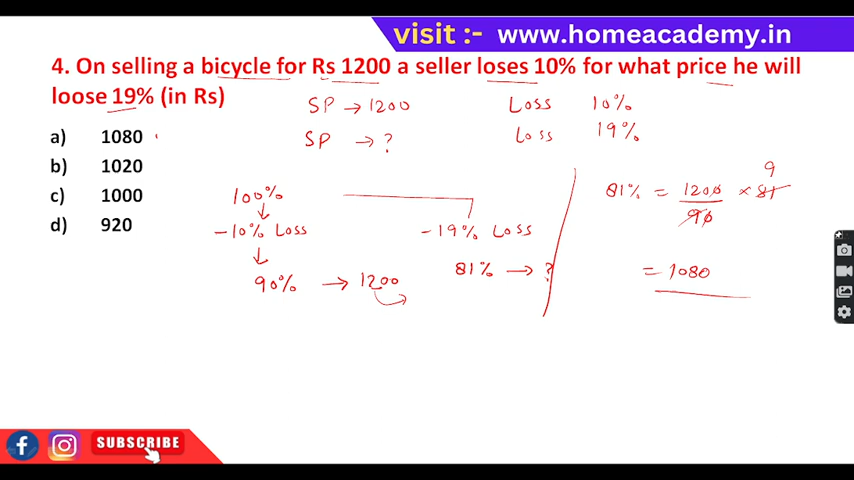 visit :- www.homeacademy.in
4. On selling a bicycle for Rs 1200 a seller loses 10% for what price he will
loose 19% (in Rs)
SP → 1200 Loss 10%
SP → ? Loss 19%
a) 1080
b) 1020
c) 1000
d) 920
100%
↓
-10% Loss -19% Loss
↓
90% → 1200 81% → ?
9
81% = 1200 × 81
90
= 1080
SUBSCRIBE